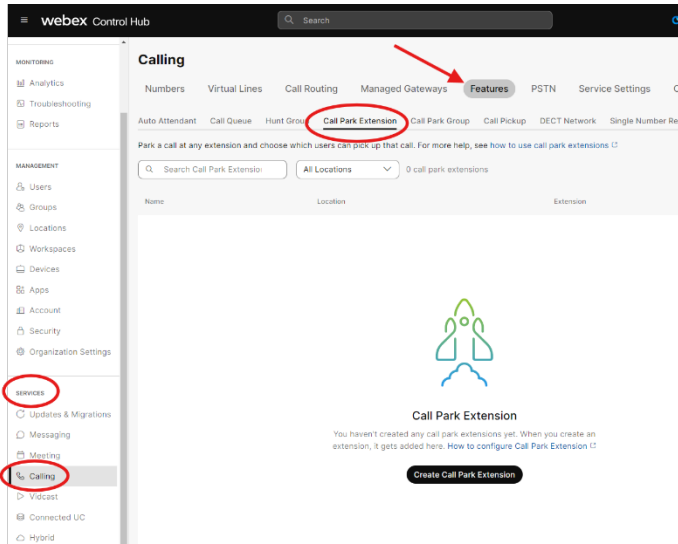 webex Control Hub
Search
MONITORING
Analytics
Troubleshooting
Reports
MANAGEMENT
Users
Groups
Locations
Workspaces
Devices
Apps
Account
Security
Organization Settings
SERVICES
Updates & Migrations
Messaging
Meeting
Calling
Vidcast
Connected UC
Hybrid
Calling
Numbers Virtual Lines Call Routing Managed Gateways Features PSTN Service Settings
Auto Attendant Call Queue Hunt Group Call Park Extension Call Park Group Call Pickup DECT Network Single Number Re
Park a call at any extension and choose which users can pick up that call. For more help, see how to use call park extensions
Search Call Park Extensio All Locations 0 call park extensions
Name Location Extension
Call Park Extension
You haven't created any call park extensions yet. When you create an
extension, it gets added here. How to configure Call Park Extension
Create Call Park Extension